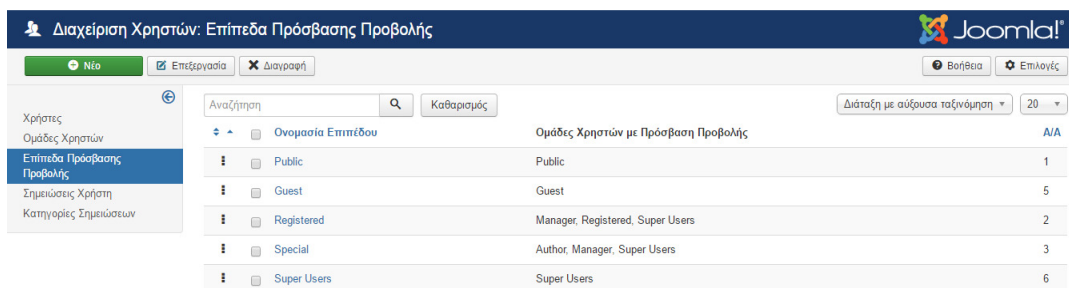 Διαχείριση Χρηστών: Επίπεδα Πρόσβασης Προβολής
Joomla!
Νέο Επεξεργασία Διαγραφή Βοήθεια Επιλογές
Χρήστες
Ομάδες Χρηστών
Επίπεδα Πρόσβασης
Προβολής
Σημειώσεις Χρήστη
Κατηγορίες Σημειώσεων
Αναζήτηση Καθαρισμός Διάταξη με αύξουσα ταξινόμηση 20
Ονομασία Επιπέδου Ομάδες Χρηστών με Πρόσβαση Προβολής Α/Α
Public Public 1
Guest Guest 5
Registered Manager, Registered, Super Users 2
Special Author, Manager, Super Users 3
Super Users Super Users 6